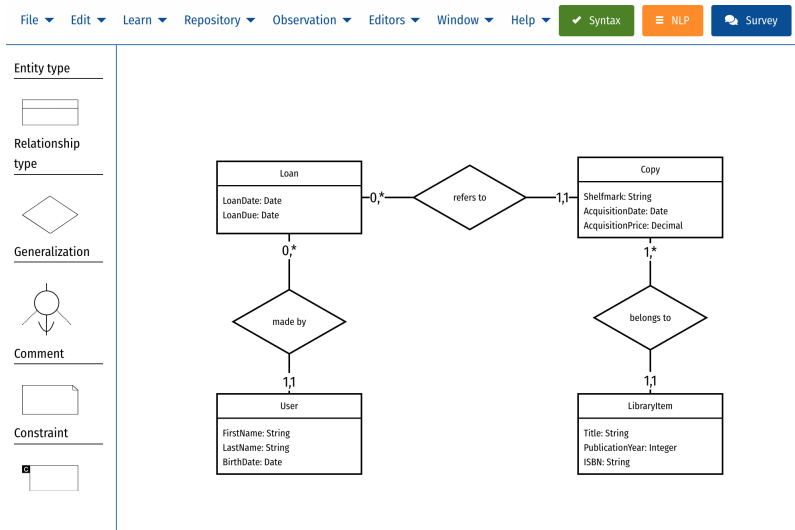 File Edit Learn Repository Observation Editors Window Help Syntax NLP Survey
Entity type
Relationship
type
Generalization
Comment
Constraint
C
Loan
LoanDate: Date
LoanDue: Date
0,*
refers to
1,1
Copy
Shelfmark: String
AcquisitionDate: Date
AcquisitionPrice: Decimal
0,*
made by
1,1
1,*
belongs to
1,1
User
FirstName: String
LastName: String
BirthDate: Date
LibraryItem
Title: String
PublicationYear: Integer
ISBN: String